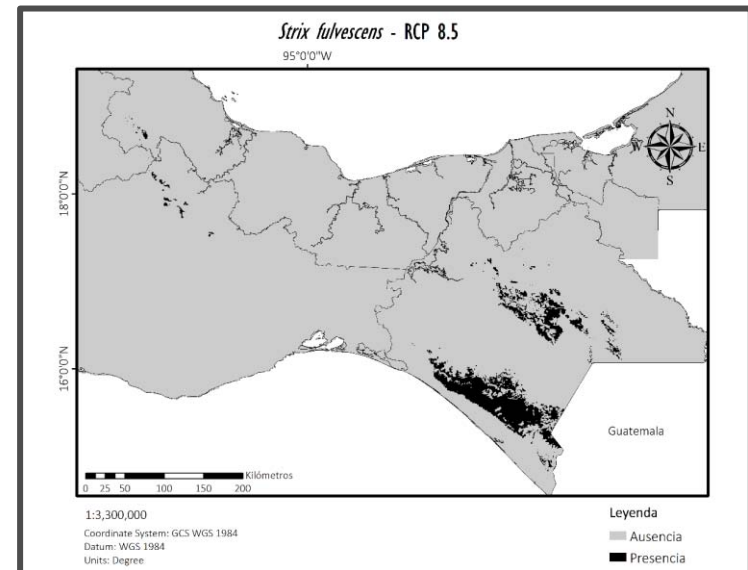 Strix fulvescens - RCP 8.5
95°0'0"W
N
W E
S
18°0'0"N
16°0'0"N
Guatemala
Kilómetros
0 25 50 100 150 200
1:3,300,000
Coordinate System: GCS WGS 1984
Datum: WGS 1984
Units: Degree
Leyenda
Ausencia
Presencia